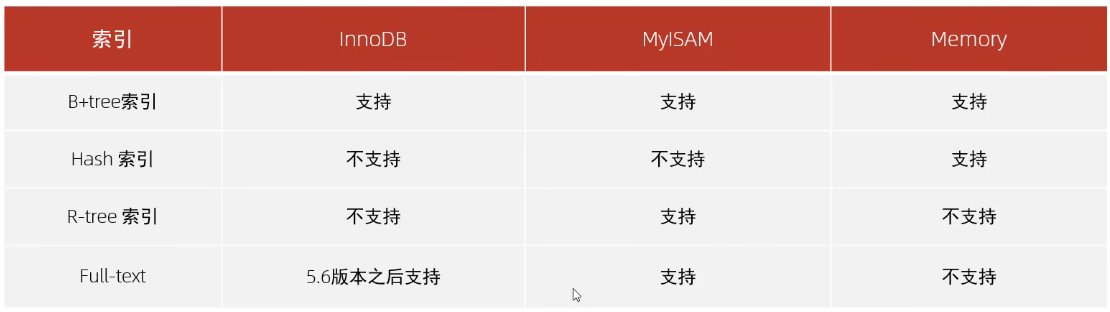 索引 InnoDB MyISAM Memory
B+tree索引 支持 支持 支持
Hash 索引 不支持 不支持 支持
R-tree 索引 不支持 支持 不支持
Full-text 5.6版本之后支持 支持 不支持